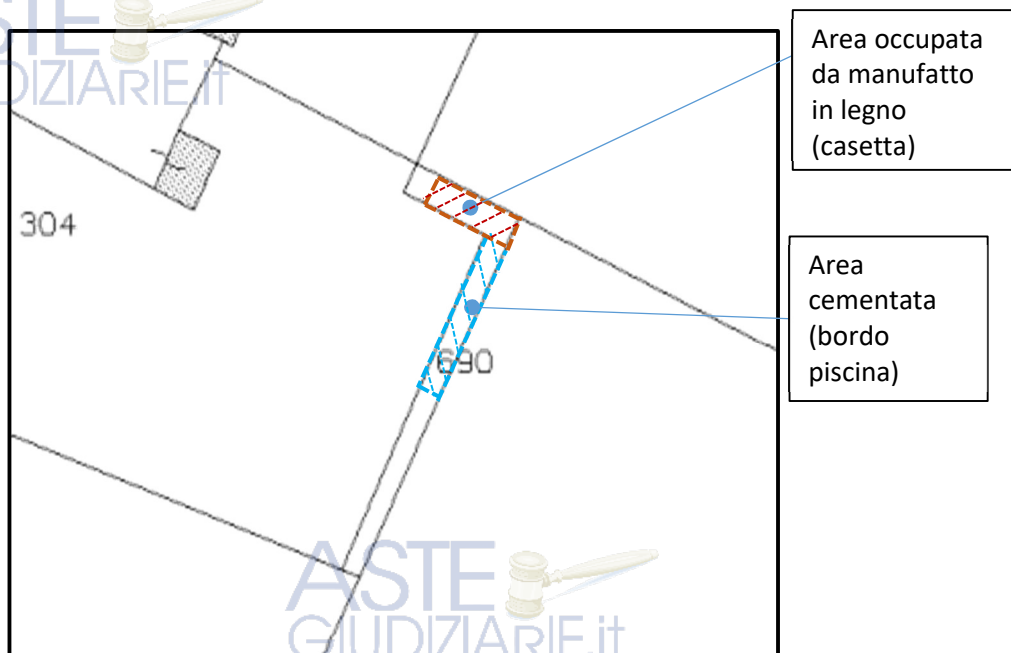 ASTE
GIUDIZIARIE.it
Area occupata
da manufatto
in legno
(casetta)
304
Area
cementata
(bordo
piscina)
690
ASTE
GIUDIZIARIE.it